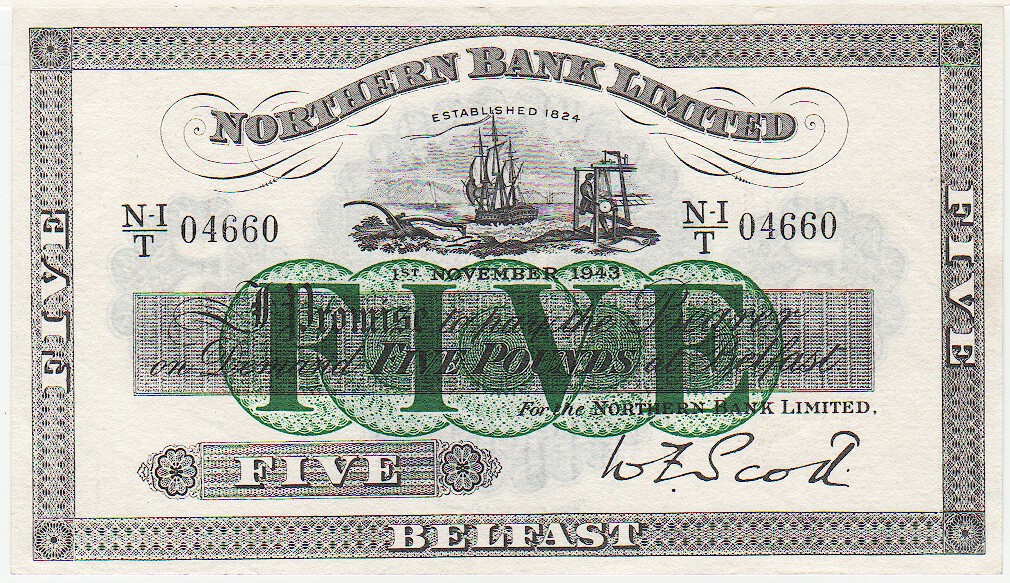 NORTHERN BANK LIMITED
ESTABLISHED 1824
N-I/T 04660
N-I/T 04660
1ST NOVEMBER 1943
FIVE
I Promise to pay the Bearer
on Demand FIVE POUNDS at Belfast
For the NORTHERN BANK LIMITED.
W F Scott
FIVE
FIVE
FIVE
BELFAST